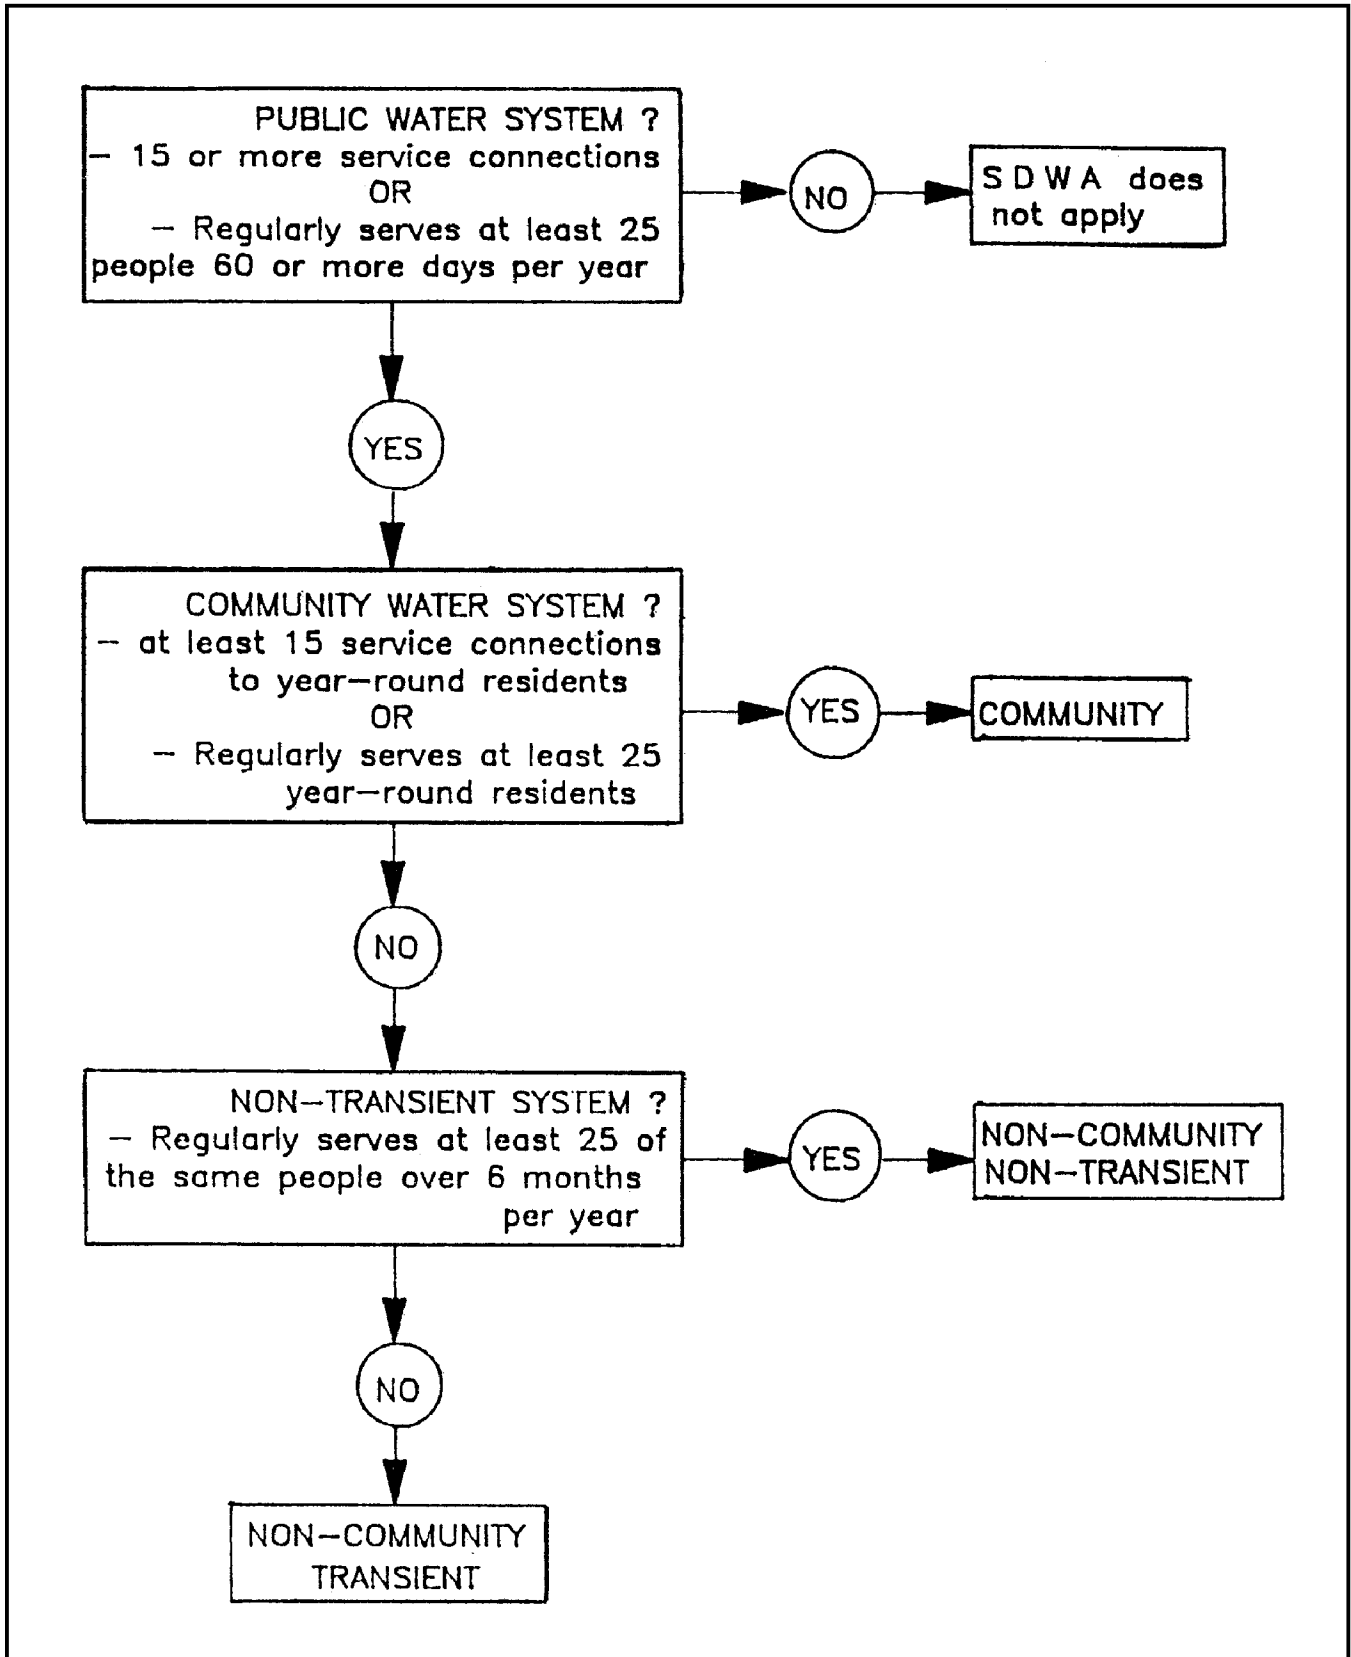 PUBLIC WATER SYSTEM ?
– 15 or more service connections
OR
– Regularly serves at least 25
people 60 or more days per year
NO
S D W A does
not apply
YES
COMMUNITY WATER SYSTEM ?
– at least 15 service connections
to year–round residents
OR
– Regularly serves at least 25
year–round residents
YES
COMMUNITY
NO
NON–TRANSIENT SYSTEM ?
– Regularly serves at least 25 of
the same people over 6 months
per year
YES
NON–COMMUNITY
NON–TRANSIENT
NO
NON–COMMUNITY
TRANSIENT